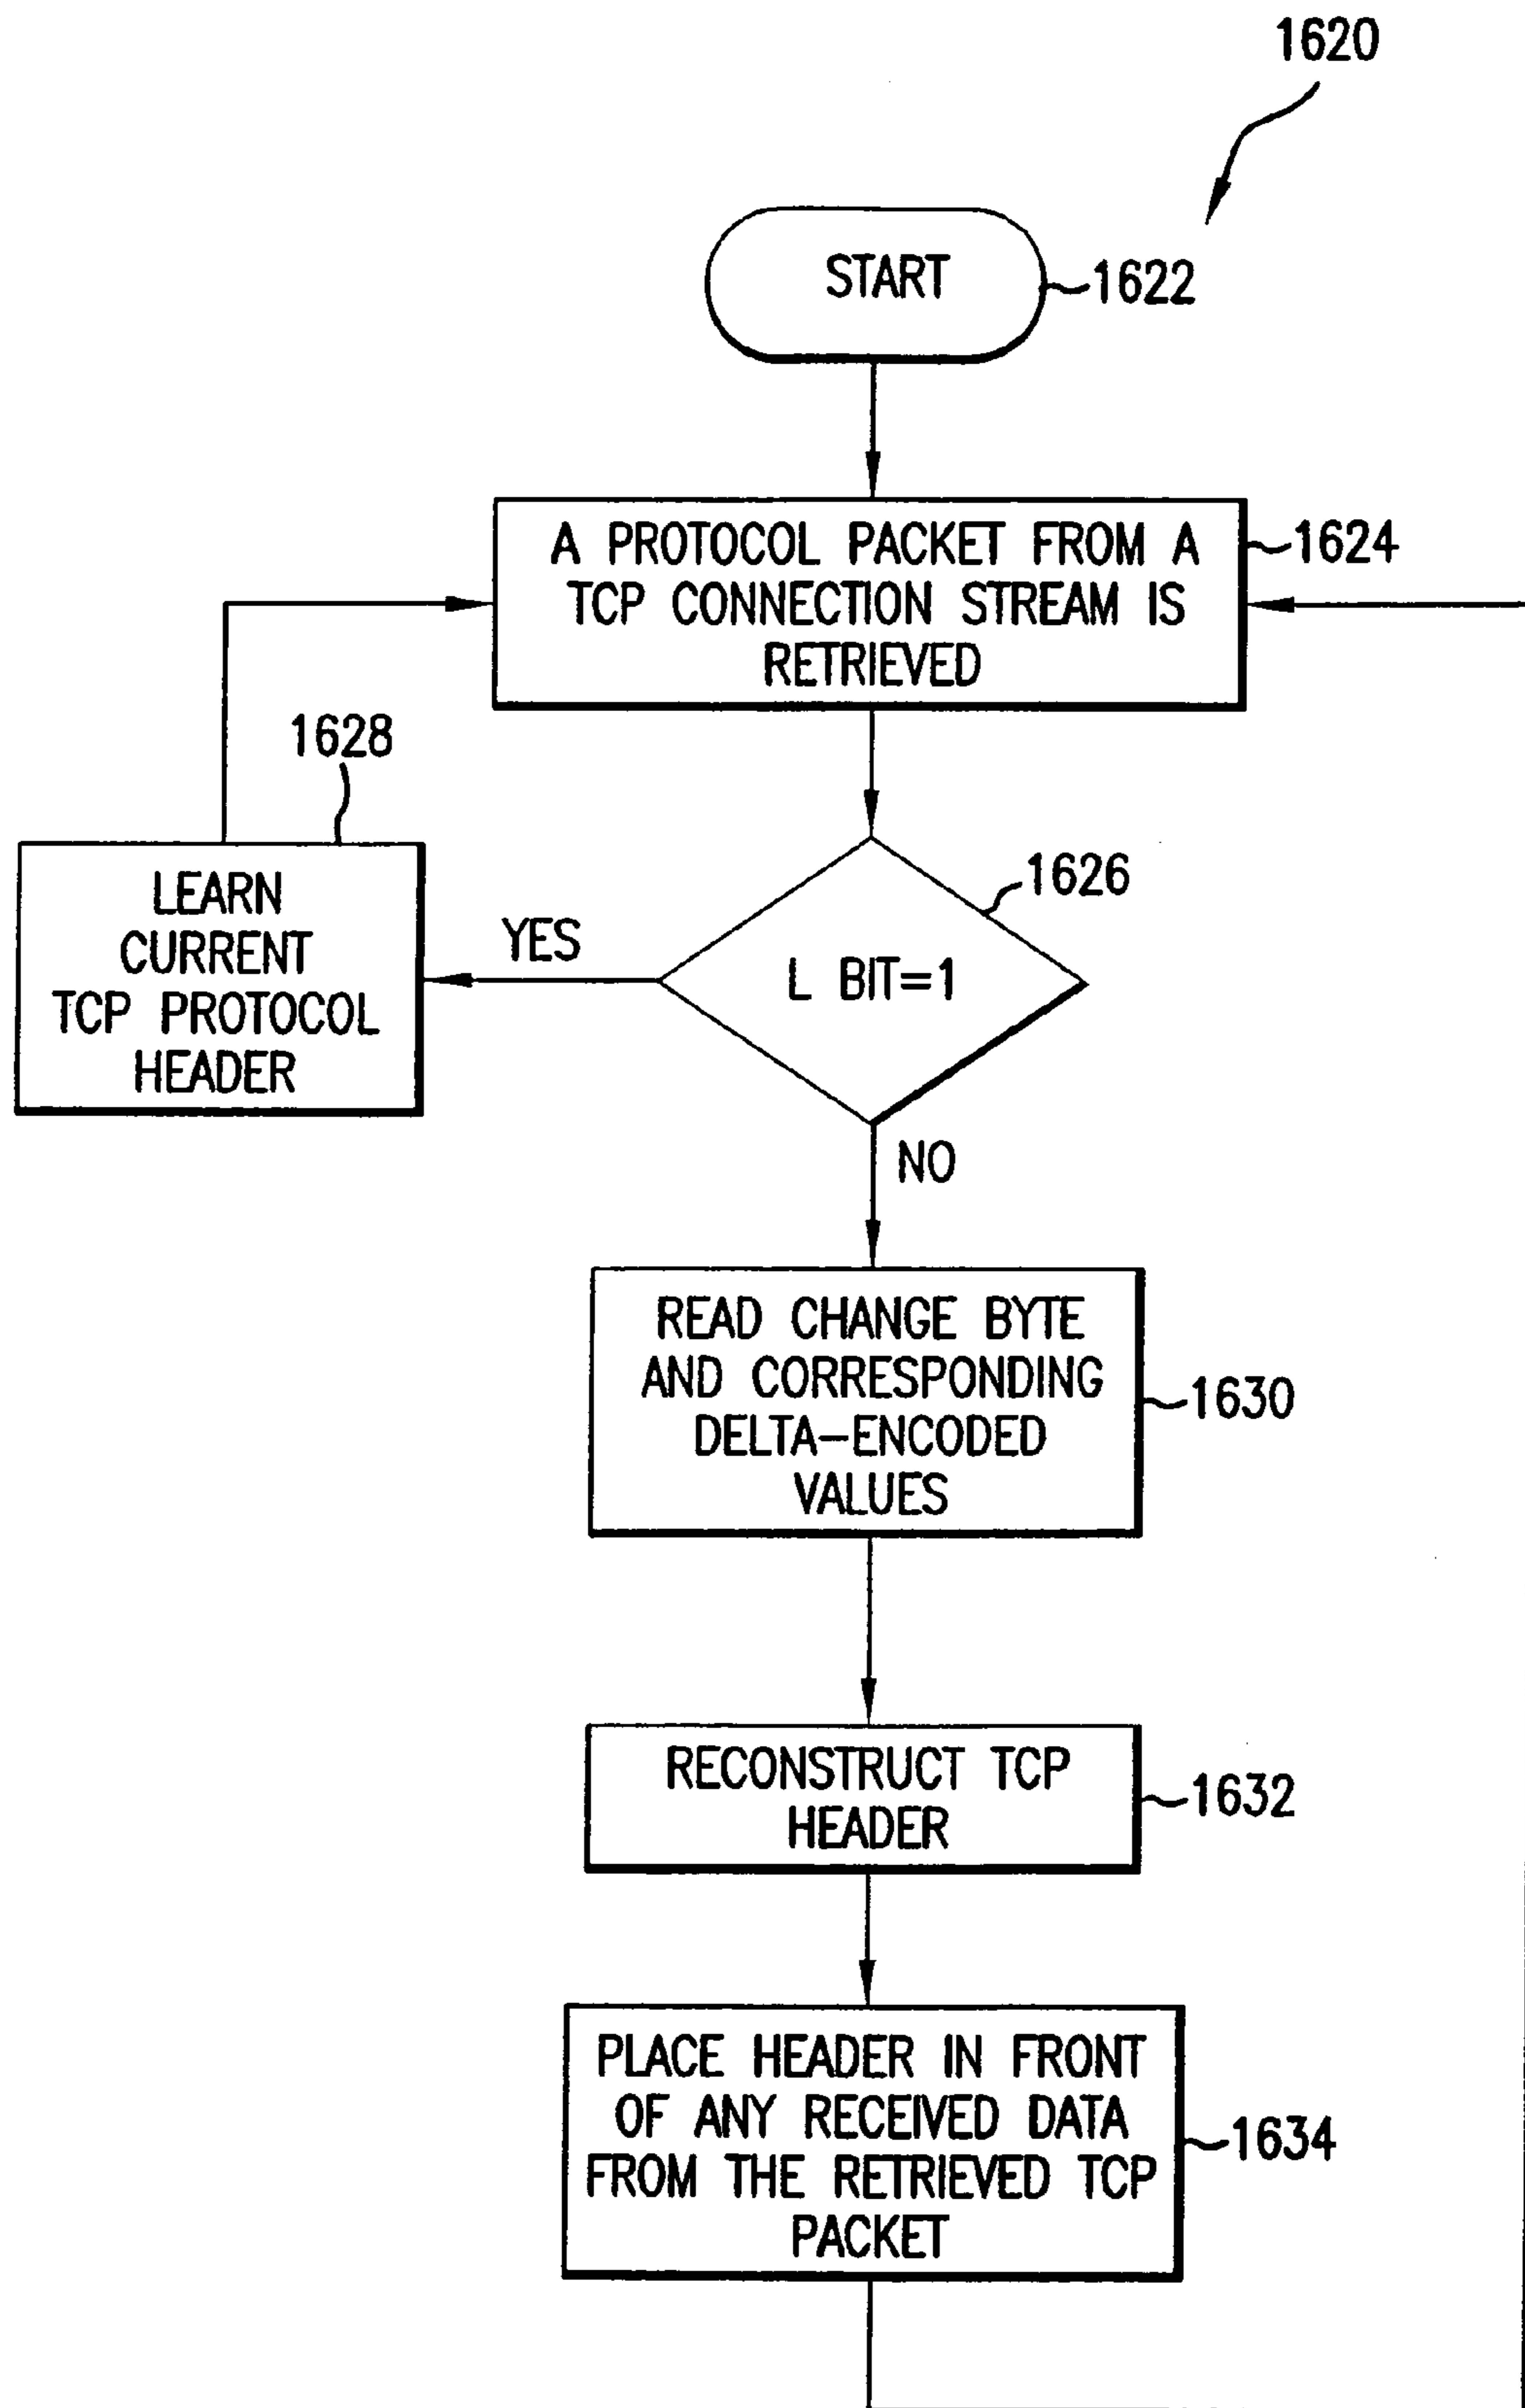 1620
START
1622
A PROTOCOL PACKET FROM A
TCP CONNECTION STREAM IS
RETRIEVED
1624
1628
LEARN
CURRENT
TCP PROTOCOL
HEADER
YES
1626
L BIT=1
NO
READ CHANGE BYTE
AND CORRESPONDING
DELTA-ENCODED
VALUES
1630
RECONSTRUCT TCP
HEADER
1632
PLACE HEADER IN FRONT
OF ANY RECEIVED DATA
FROM THE RETRIEVED TCP
PACKET
1634